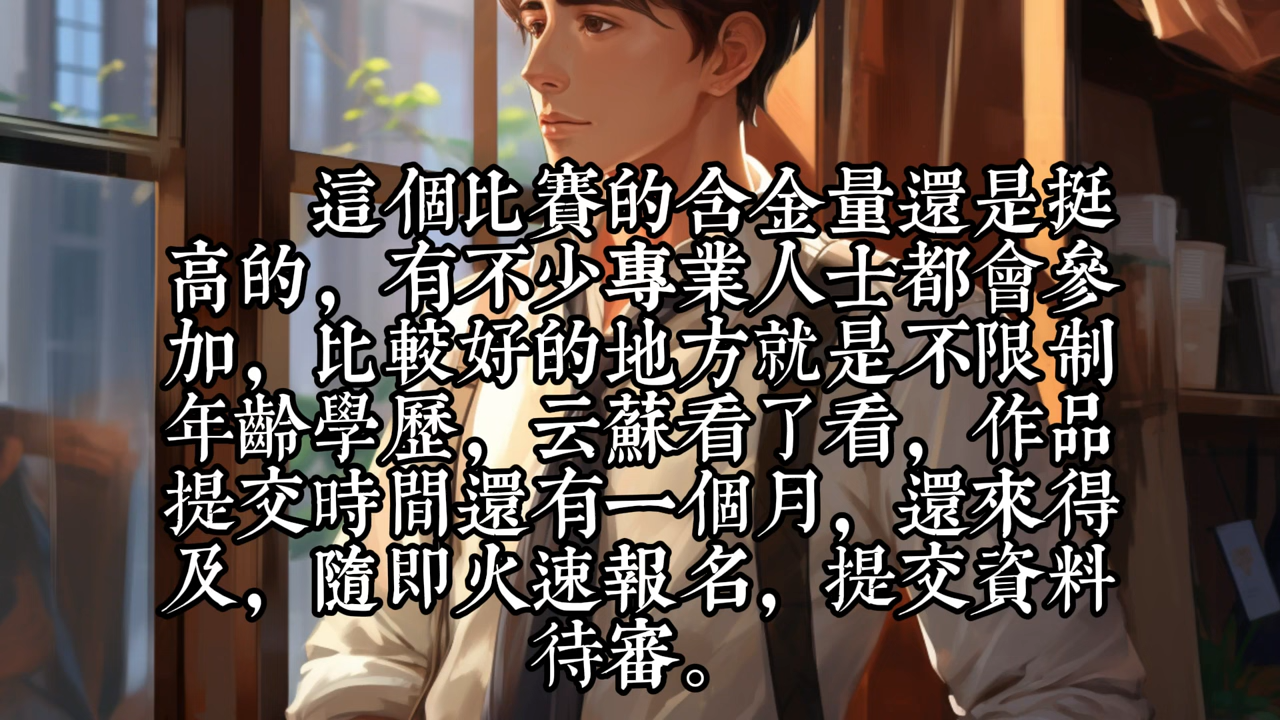 這個比賽的含金量還是挺
高的，有不少專業人士都會參
加，比較好的地方就是不限制
年齡學歷，云蘇看了看，作品
提交時間還有一個月，還來得
及，隨即火速報名，提交資料
待審。